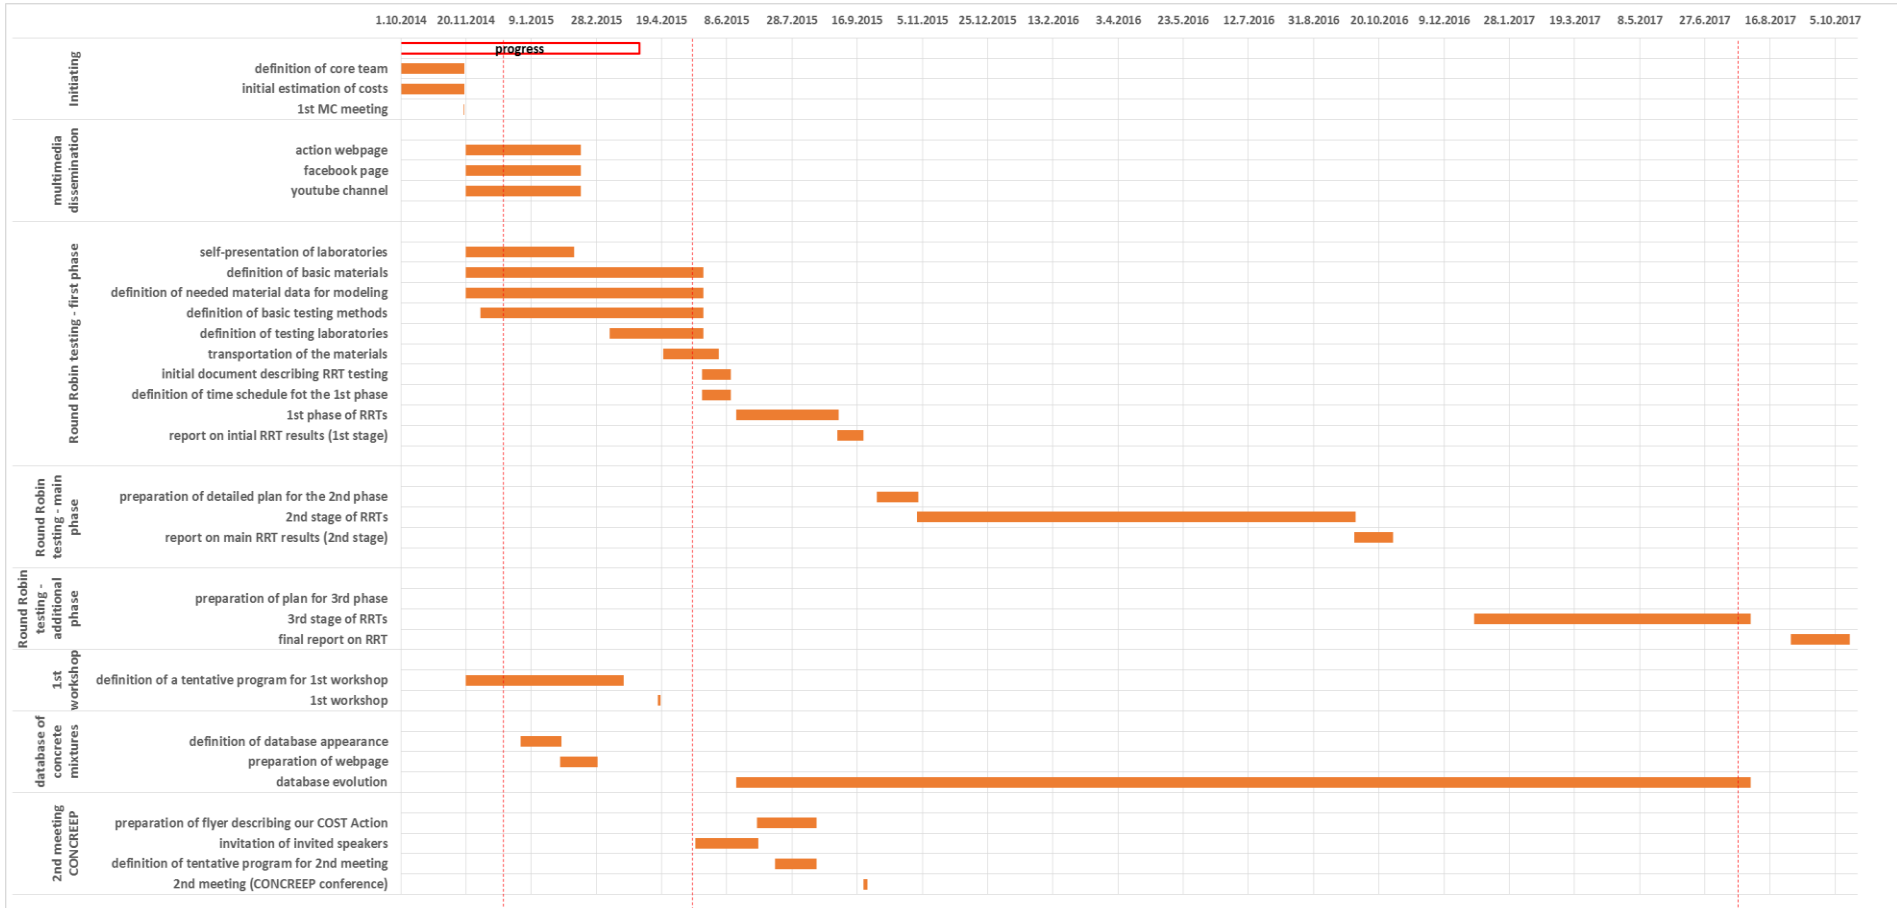 1.10.2014 20.11.2014 9.1.2015 28.2.2015 19.4.2015 8.6.2015 28.7.2015 16.9.2015 5.11.2015 25.12.2015 13.2.2016 3.4.2016 23.5.2016 12.7.2016 31.8.2016 20.10.2016 9.12.2016 28.1.2017 19.3.2017 8.5.2017 27.6.2017 16.8.2017 5.10.2017
progress
Initiating
definition of core team
initial estimation of costs
1st MC meeting
multimedia
dissemination
action webpage
facebook page
youtube channel
Round Robin testing - first phase
self-presentation of laboratories
definition of basic materials
definition of needed material data for modeling
definition of basic testing methods
definition of testing laboratories
transportation of the materials
initial document describing RRT testing
definition of time schedule fot the 1st phase
1st phase of RRTs
report on intial RRT results (1st stage)
Round Robin
testing - main
phase
preparation of detailed plan for the 2nd phase
2nd stage of RRTs
report on main RRT results (2nd stage)
Round Robin
testing -
additional
phase
preparation of plan for 3rd phase
3rd stage of RRTs
final report on RRT
1st
workshop
definition of a tentative program for 1st workshop
1st workshop
database of
concrete
mixtures
definition of database appearance
preparation of webpage
database evolution
2nd meeting
CONCREEP
preparation of flyer describing our COST Action
invitation of invited speakers
definition of tentative program for 2nd meeting
2nd meeting (CONCREEP conference)